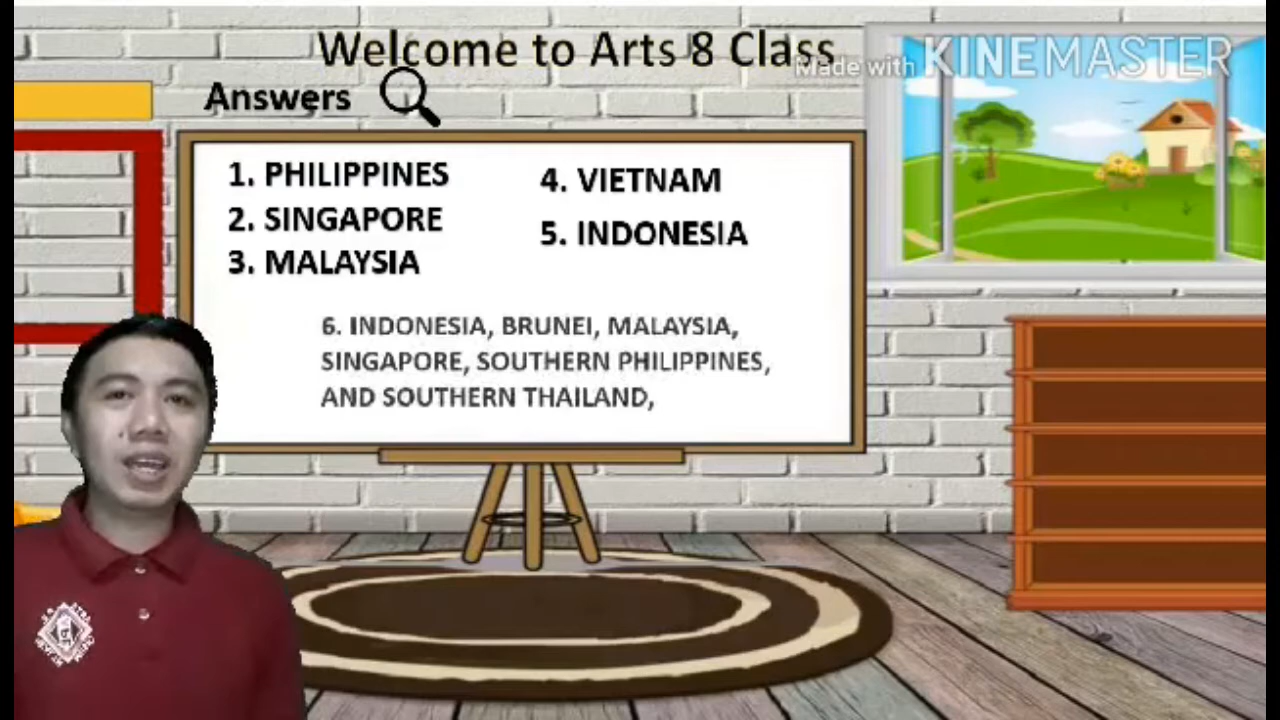 Welcome to Arts 8 Class
Made with KINEMASTER
Answers
1. PHILIPPINES
2. SINGAPORE
3. MALAYSIA
4. VIETNAM
5. INDONESIA
6. INDONESIA, BRUNEI, MALAYSIA,
SINGAPORE, SOUTHERN PHILIPPINES,
AND SOUTHERN THAILAND,